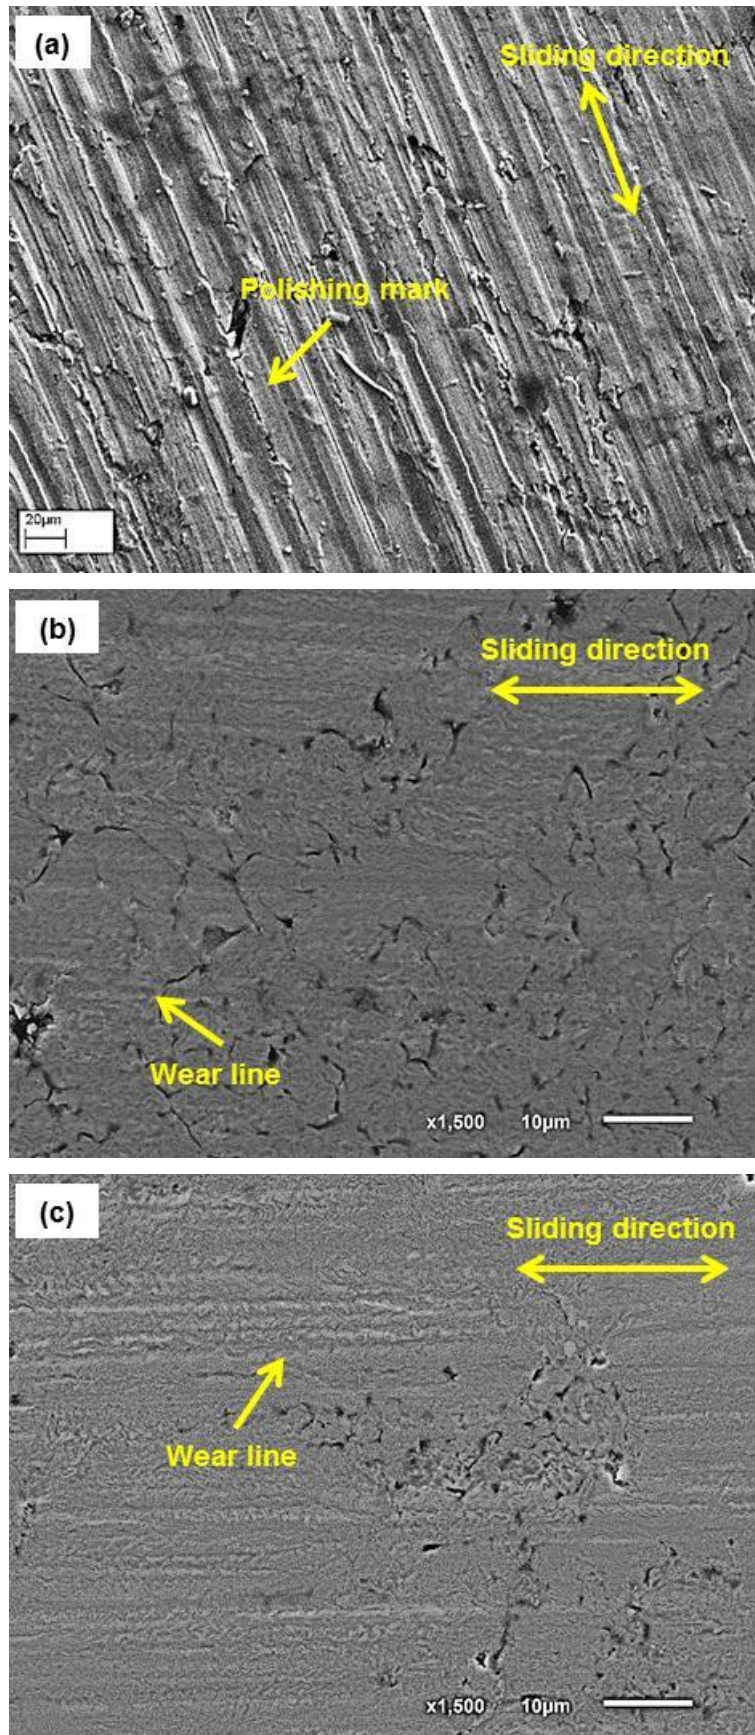 (a)
Sliding direction
Polishing mark
20µm
(b)
Sliding direction
Wear line
x1,500 10µm
(c)
Sliding direction
Wear line
x1,500 10µm